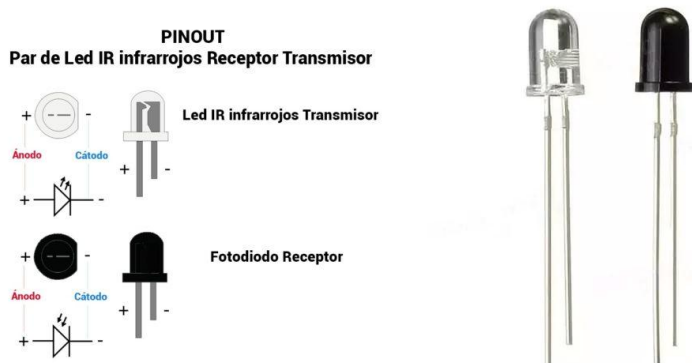 PINOUT
Par de Led IR infrarrojos Receptor Transmisor
Led IR infrarrojos Transmisor
+ -
Ánodo Cátodo
+ -
+ -
Fotodiodo Receptor
+ -
Ánodo Cátodo
+ -
+ -